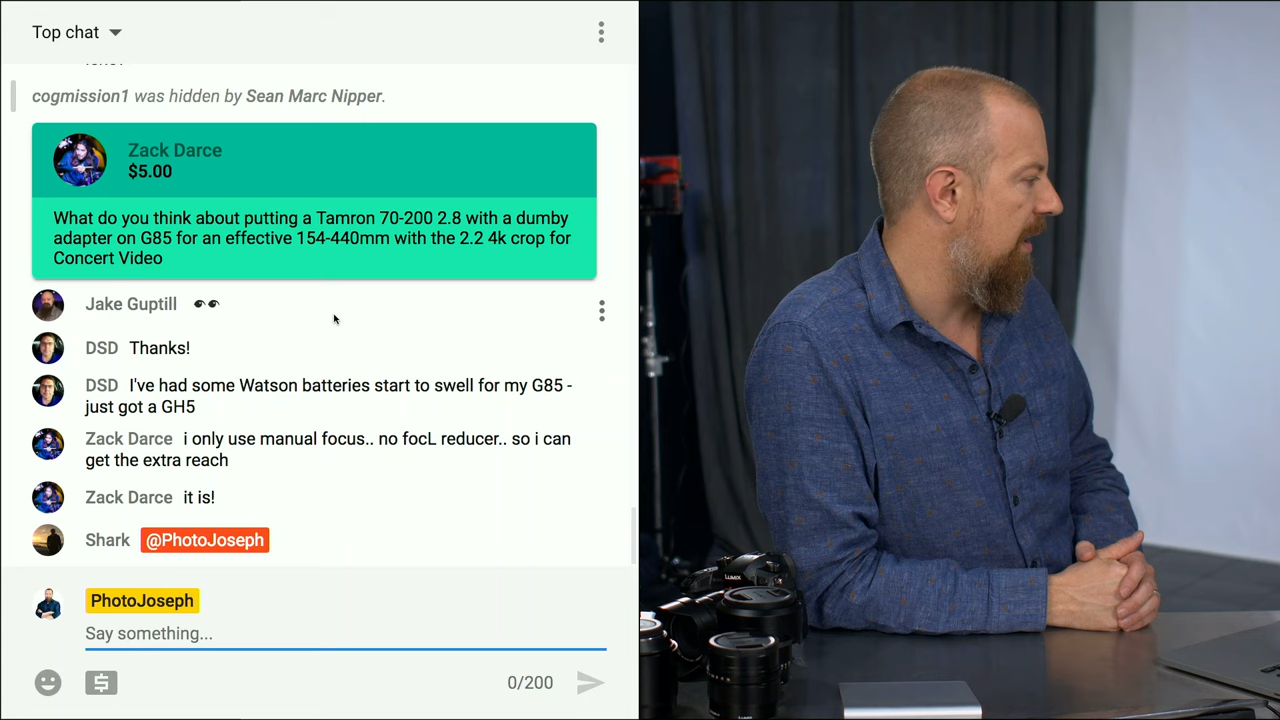 Top chat
cogmission1 was hidden by Sean Marc Nipper.
Zack Darce
$5.00
What do you think about putting a Tamron 70-200 2.8 with a dumby
adapter on G85 for an effective 154-440mm with the 2.2 4k crop for
Concert Video
Jake Guptill
DSD Thanks!
DSD I've had some Watson batteries start to swell for my G85 -
just got a GH5
Zack Darce i only use manual focus.. no focL reducer.. so i can
get the extra reach
Zack Darce it is!
Shark @PhotoJoseph
PhotoJoseph
Say something...
0/200
LUMIX
LUMIX